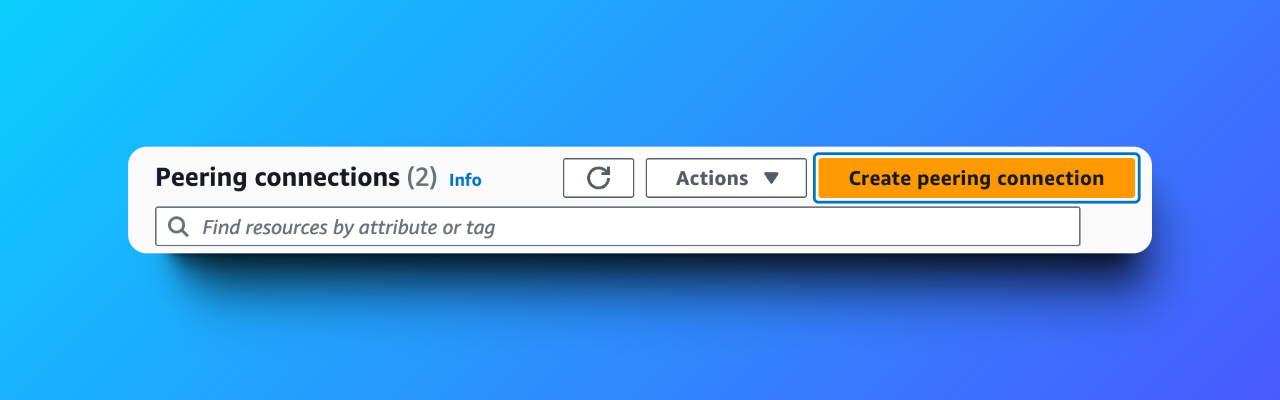 Peering connections (2) Info
Actions
Create peering connection
Find resources by attribute or tag